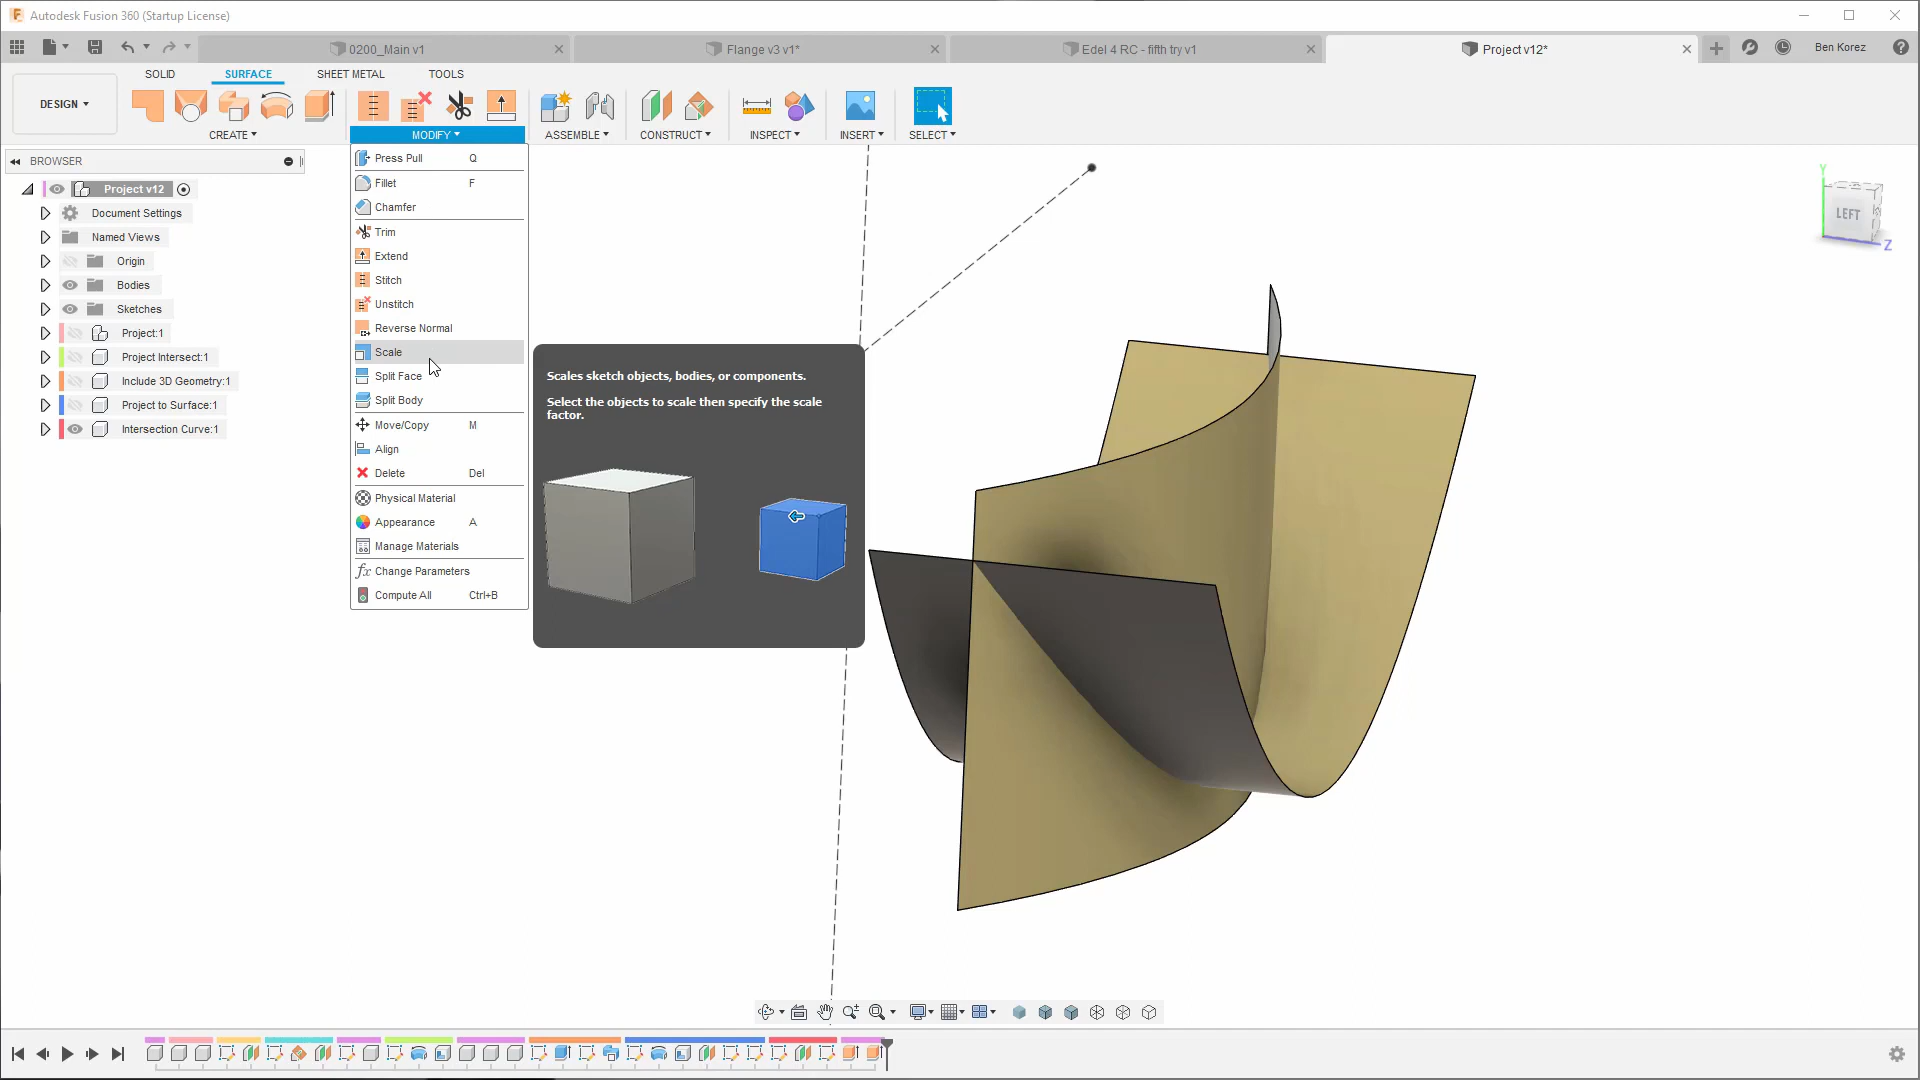 Autodesk Fusion 360 (Startup License)
0200_Main v1
Flange v3 v1*
Edel 4 RC - fifth try v1
Project v12*
Ben Korez
DESIGN
SOLID
SURFACE
SHEET METAL
TOOLS
CREATE
MODIFY
ASSEMBLE
CONSTRUCT
INSPECT
INSERT
SELECT
BROWSER
Project v12
Document Settings
Named Views
Origin
Bodies
Sketches
Project:1
Project Intersect:1
Include 3D Geometry:1
Project to Surface:1
Intersection Curve:1
Press Pull Q
Fillet F
Chamfer
Trim
Extend
Stitch
Unstitch
Reverse Normal
Scale
Split Face
Split Body
Move/Copy M
Align
Delete Del
Physical Material
Appearance A
Manage Materials
Change Parameters
Compute All Ctrl+B
Scales sketch objects, bodies, or components.
Select the objects to scale then specify the scale
factor.
Y
LEFT
Z